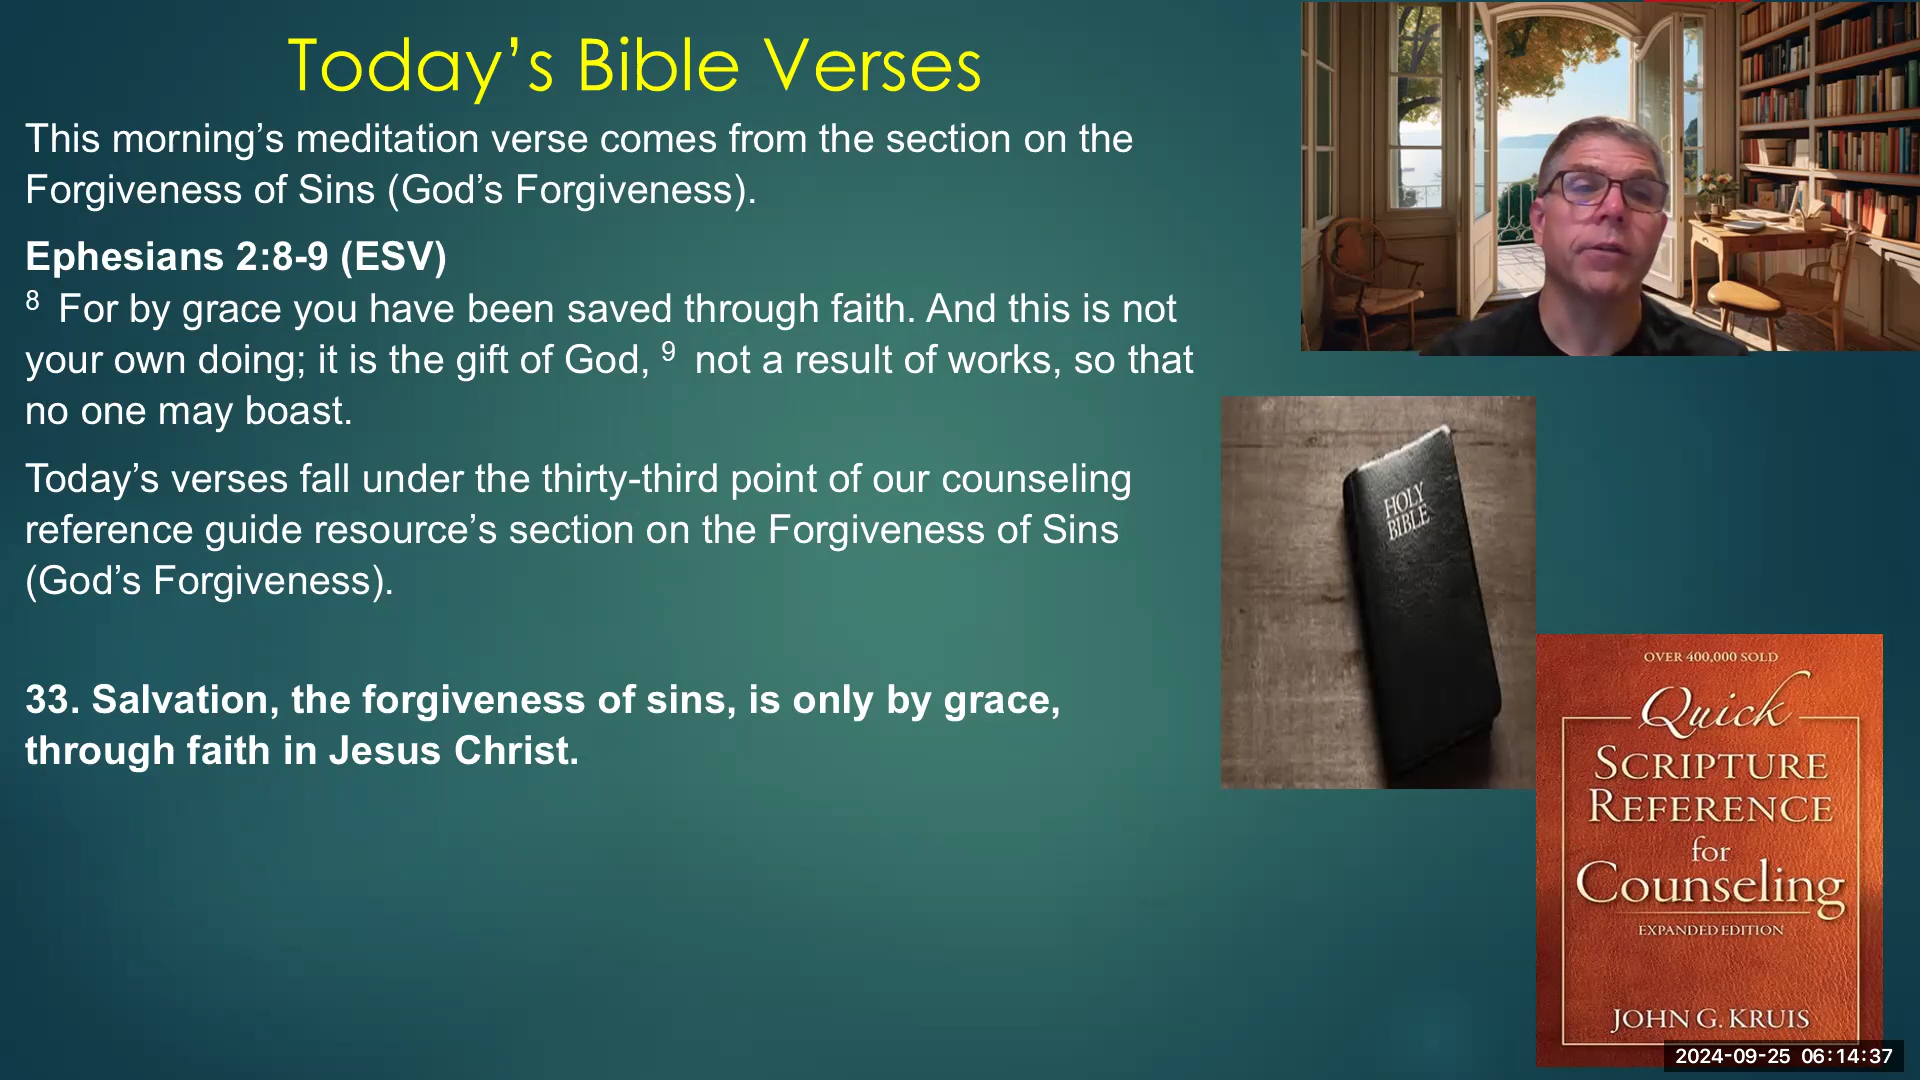 Today’s Bible Verses
This morning’s meditation verse comes from the section on the
Forgiveness of Sins (God’s Forgiveness).
Ephesians 2:8-9 (ESV)
8 For by grace you have been saved through faith. And this is not
your own doing; it is the gift of God, 9 not a result of works, so that
no one may boast.
Today’s verses fall under the thirty-third point of our counseling
reference guide resource’s section on the Forgiveness of Sins
(God’s Forgiveness).
33. Salvation, the forgiveness of sins, is only by grace,
through faith in Jesus Christ.
HOLY
BIBLE
OVER 400,000 SOLD
Quick
SCRIPTURE
REFERENCE
for
Counseling
EXPANDED EDITION
JOHN G. KRUIS
2024-09-25 06:14:37